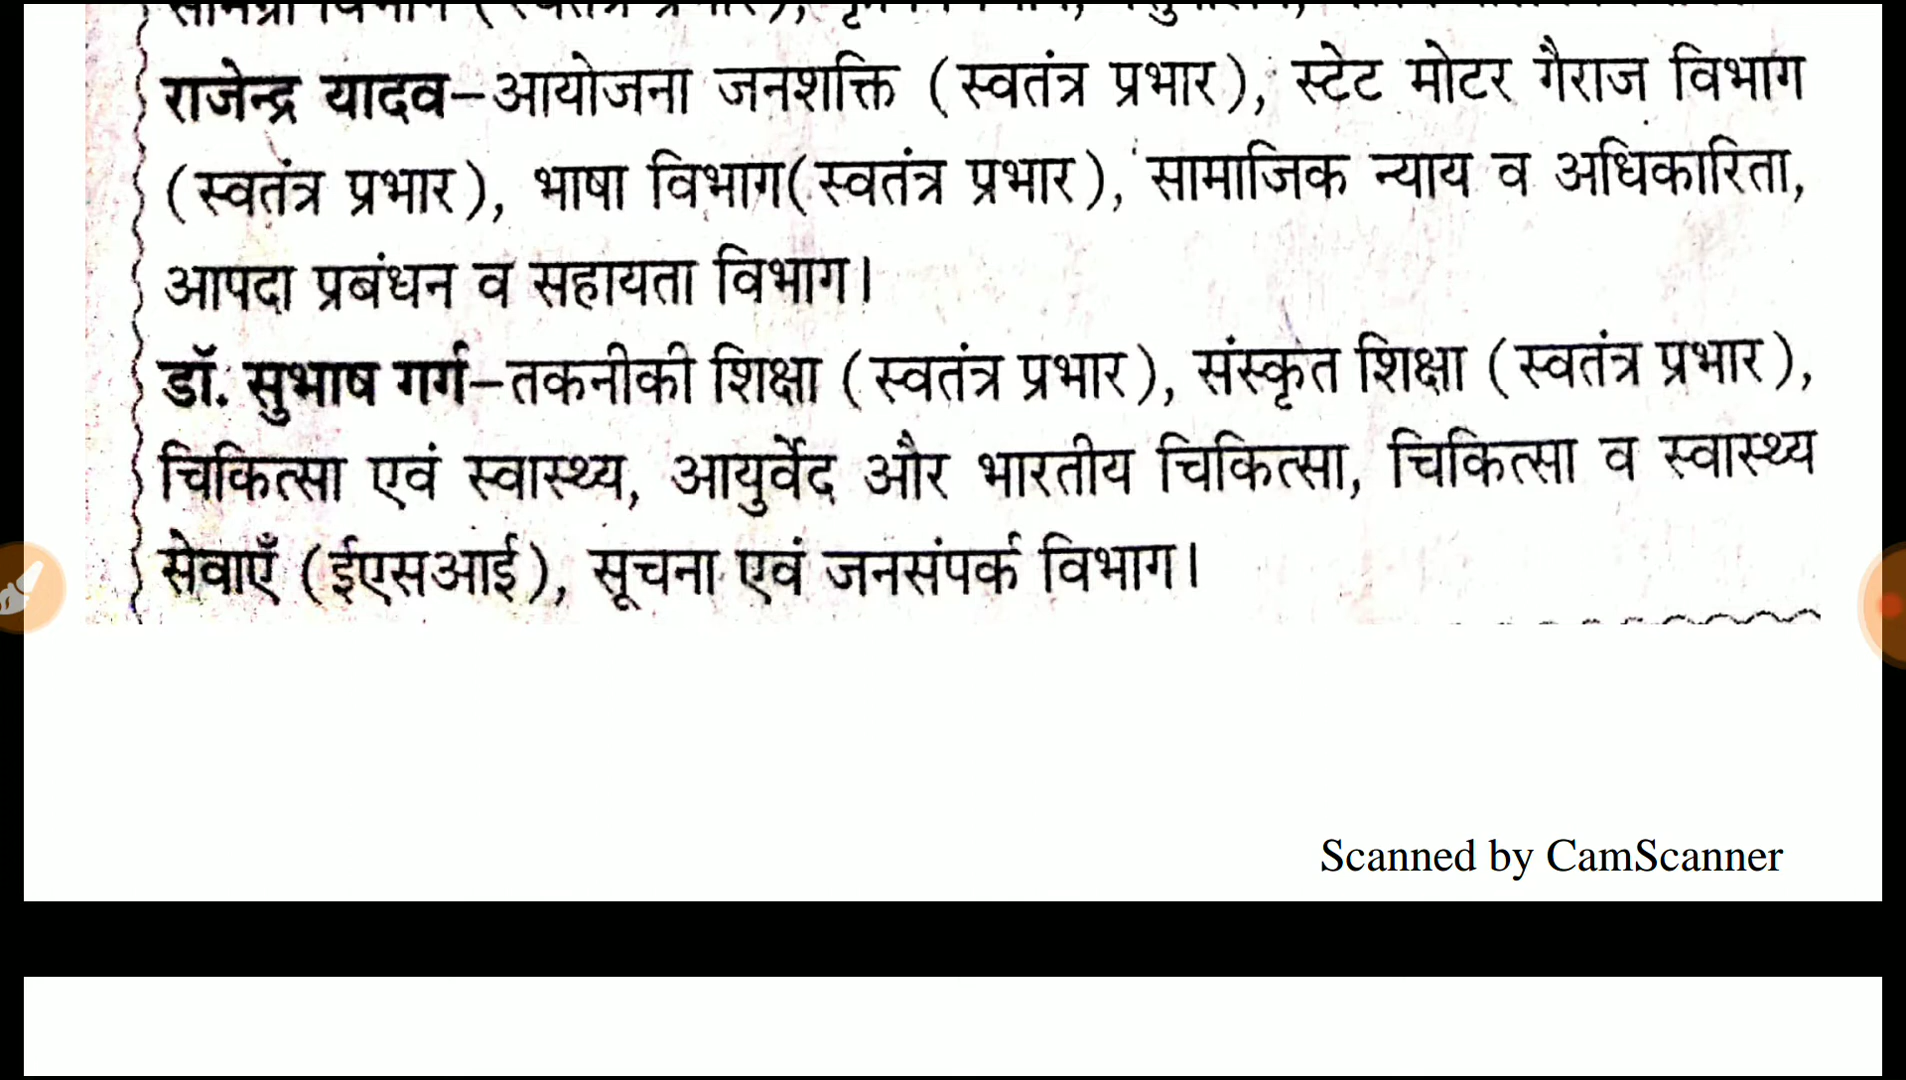 राजेन्द्र यादव–आयोजना जनशक्ति (स्वतंत्र प्रभार), स्टेट मोटर गैराज विभाग
(स्वतंत्र प्रभार), भाषा विभाग(स्वतंत्र प्रभार), सामाजिक न्याय व अधिकारिता,
आपदा प्रबंधन व सहायता विभाग।
डॉ. सुभाष गर्ग–तकनीकी शिक्षा (स्वतंत्र प्रभार), संस्कृत शिक्षा (स्वतंत्र प्रभार),
चिकित्सा एवं स्वास्थ्य, आयुर्वेद और भारतीय चिकित्सा, चिकित्सा व स्वास्थ्य
सेवाएँ (ईएसआई), सूचना एवं जनसंपर्क विभाग।
Scanned by CamScanner